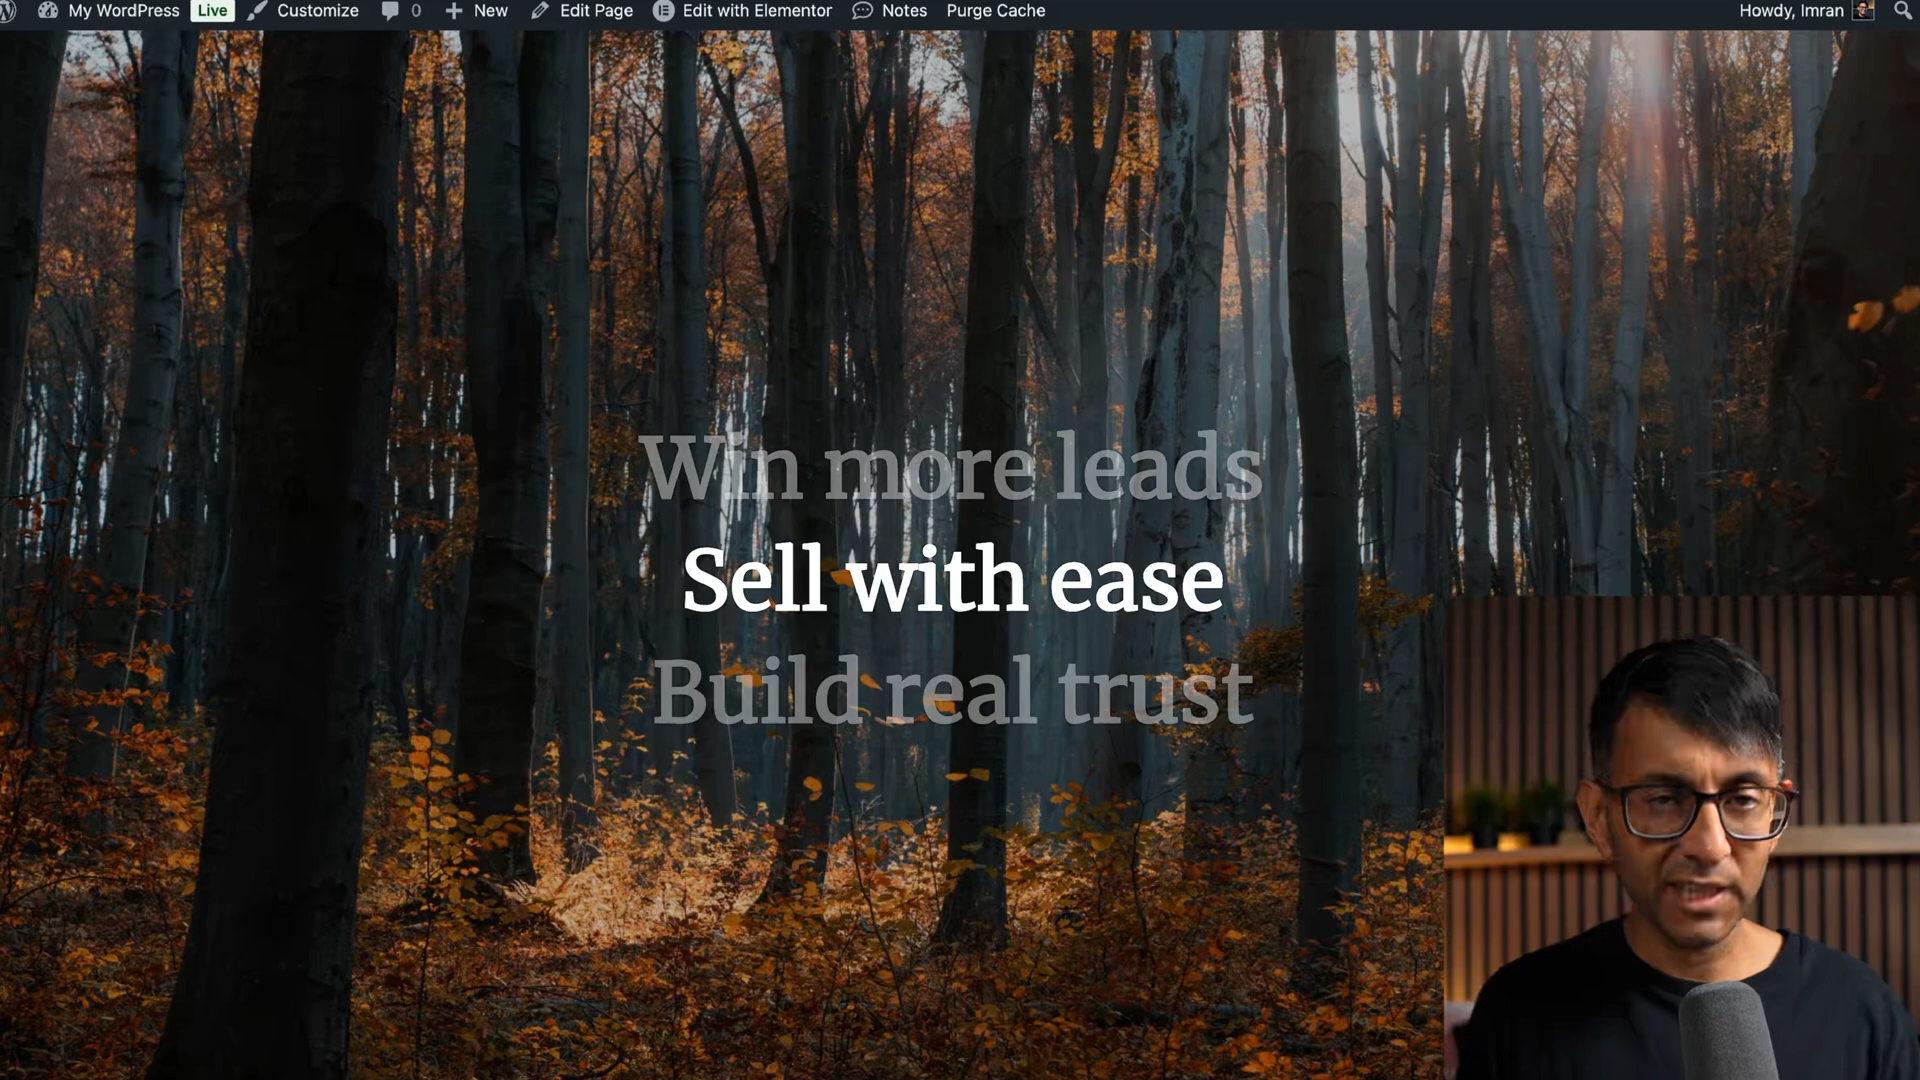 My WordPress Live Customize 0 New Edit Page Edit with Elementor Notes Purge Cache Howdy, Imran
Win more leads
Sell with ease
Build real trust